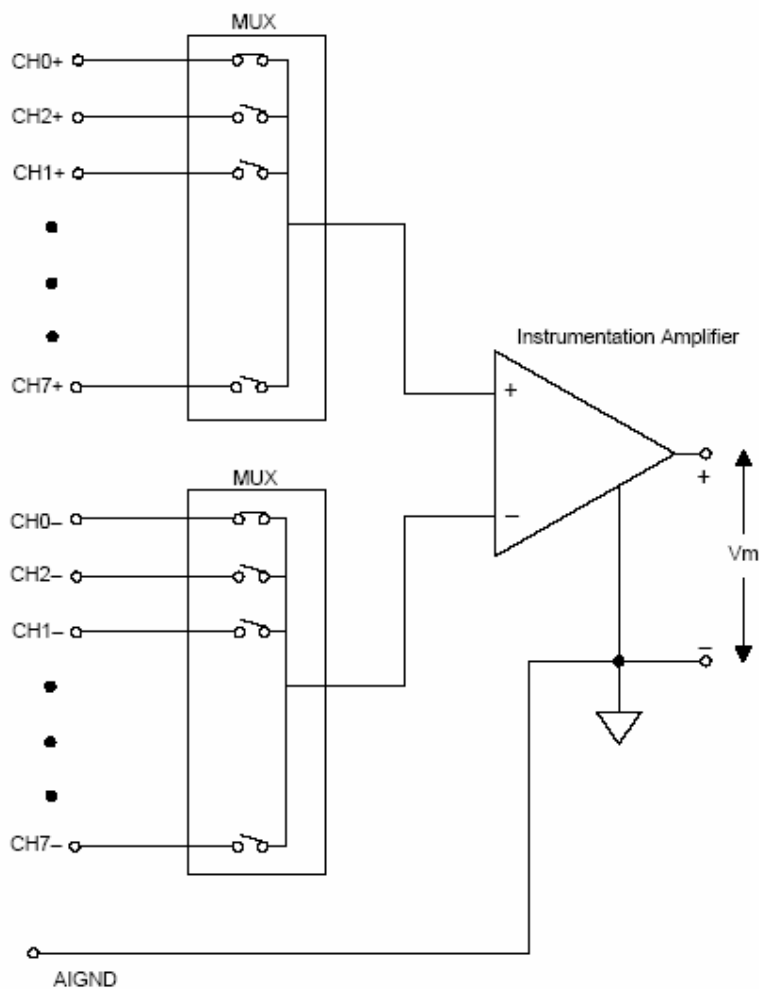 MUX
CH0+
CH2+
CH1+
CH7+
Instrumentation Amplifier
+
−
+
Vm
−
MUX
CH0−
CH2−
CH1−
CH7−
AIGND